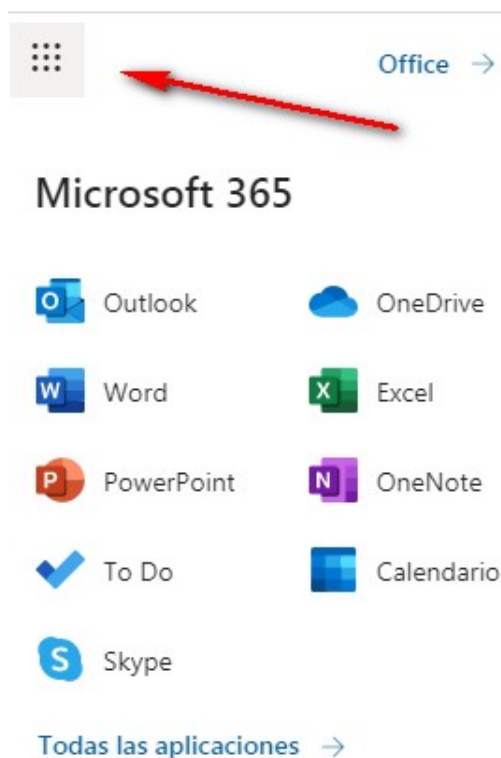 Office →
Microsoft 365
Outlook OneDrive
Word Excel
PowerPoint OneNote
To Do Calendario
Skype
Todas las aplicaciones →